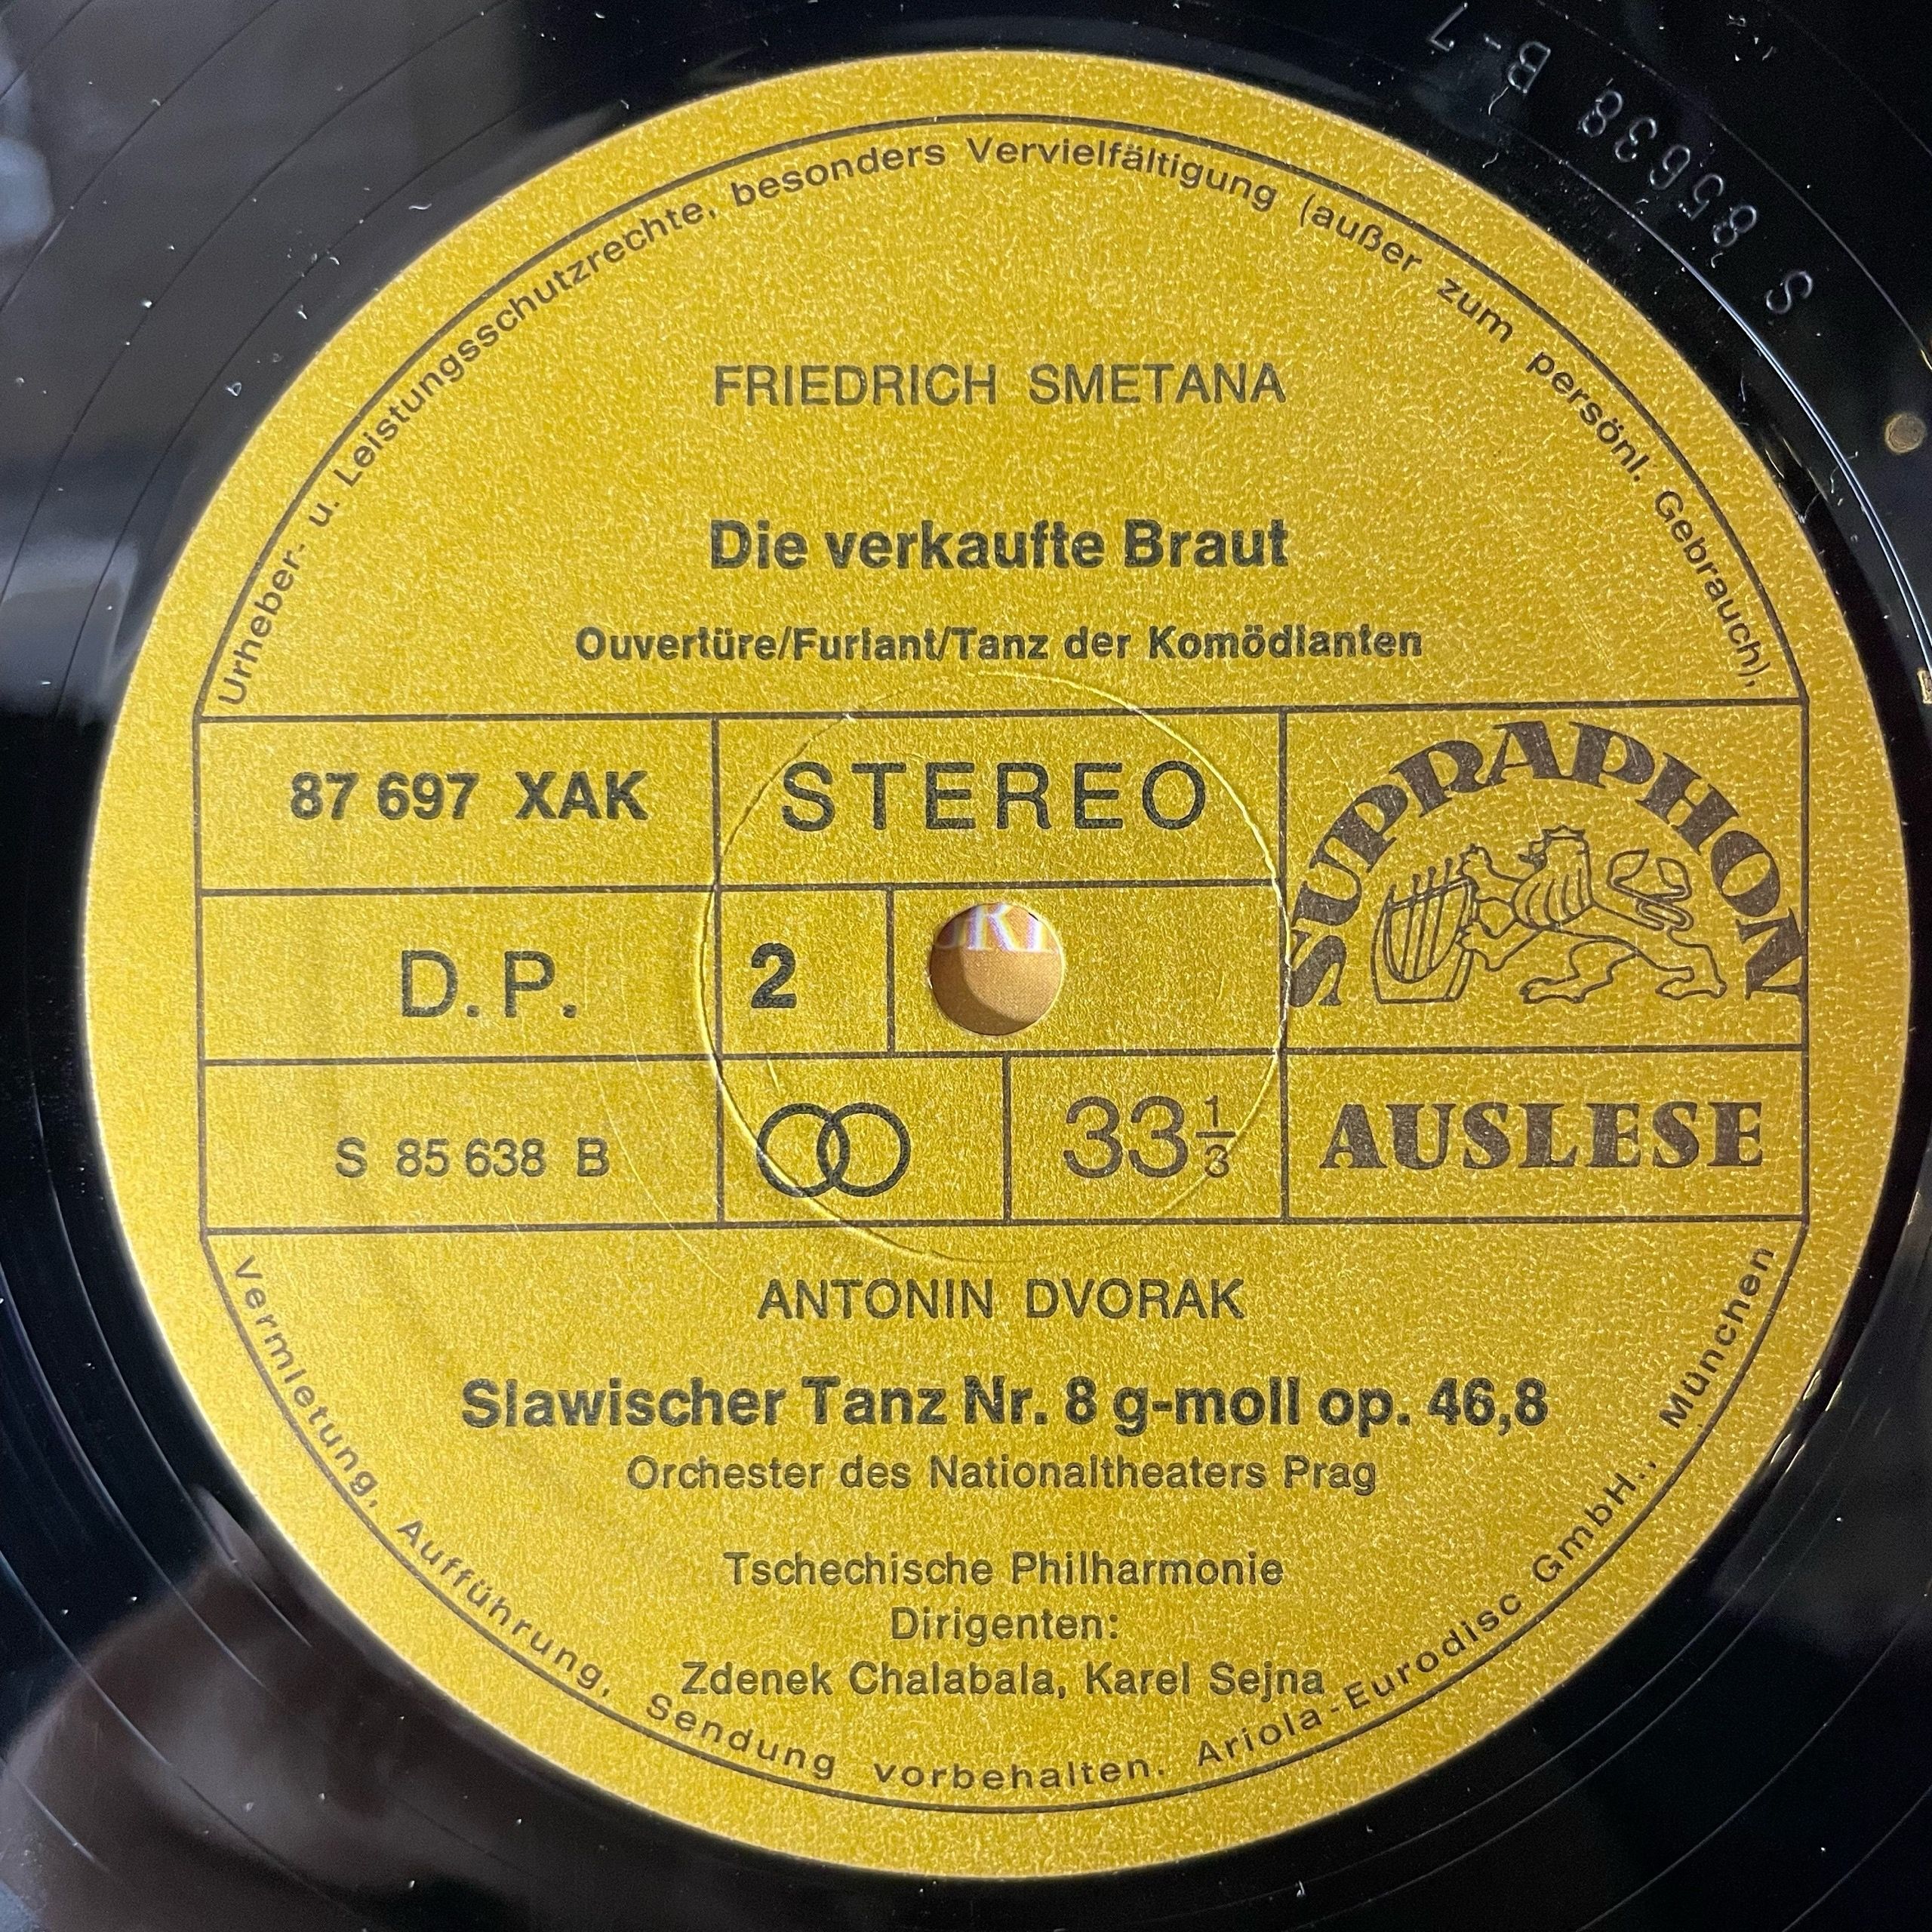 S 85638 B-1
Urheber- u. Leistungsschutzrechte, besonders Vervielfältigung (außer zum persönl. Gebrauch),
FRIEDRICH SMETANA
Die verkaufte Braut
Ouvertüre/Furiant/Tanz der Komödianten
87 697 XAK
STEREO
SUPRAPHON
D. P.
2
S 85 638 B
33 1/3
AUSLESE
ANTONIN DVORAK
Slawischer Tanz Nr. 8 g-moll op. 46,8
Orchester des Nationaltheaters Prag
Tschechische Philharmonie
Dirigenten:
Zdenek Chalabala, Karel Sejna
Vermietung, Aufführung, Sendung vorbehalten. Ariola-Eurodisc GmbH., München